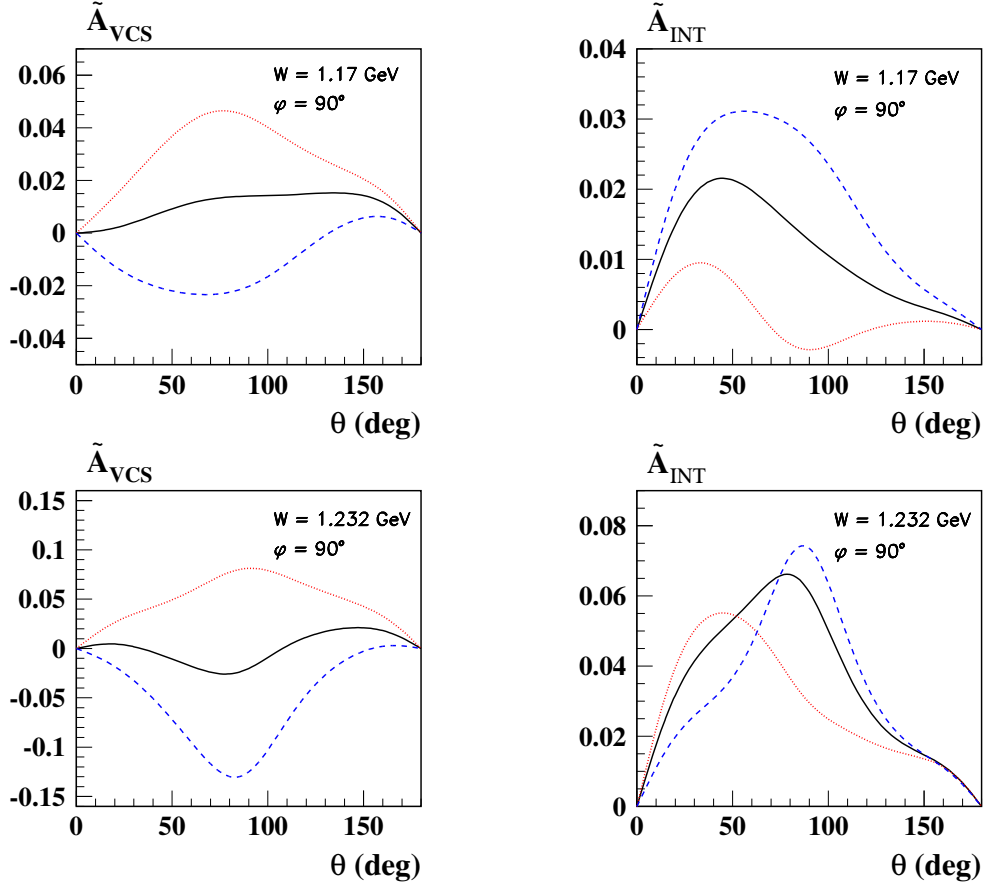 Ã_VCS
0.06
0.04
0.02
0
-0.02
-0.04
W = 1.17 GeV
φ = 90°
0 50 100 150
θ (deg)
Ã_INT
0.04
0.03
0.02
0.01
0
W = 1.17 GeV
φ = 90°
0 50 100 150
θ (deg)
Ã_VCS
0.15
0.1
0.05
0
-0.05
-0.1
-0.15
W = 1.232 GeV
φ = 90°
0 50 100 150
θ (deg)
Ã_INT
0.08
0.06
0.04
0.02
0
W = 1.232 GeV
φ = 90°
0 50 100 150
θ (deg)